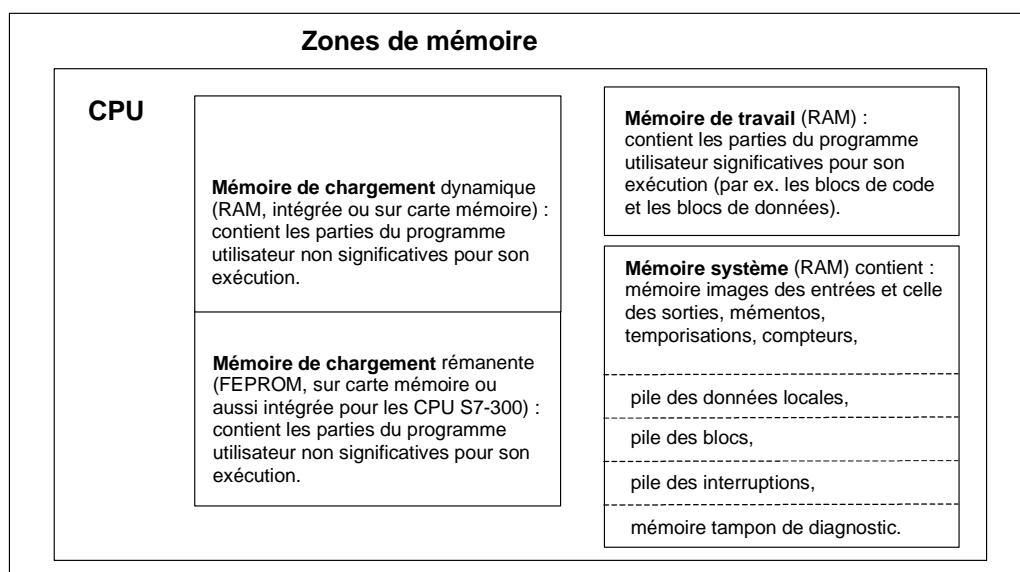 Zones de mémoire
CPU
Mémoire de chargement dynamique
(RAM, intégrée ou sur carte mémoire) :
contient les parties du programme
utilisateur non significatives pour son
exécution.
Mémoire de chargement rémanente
(FEPROM, sur carte mémoire ou
aussi intégrée pour les CPU S7-300) :
contient les parties du programme
utilisateur non significatives pour son
exécution.
Mémoire de travail (RAM) :
contient les parties du programme
utilisateur significatives pour son
exécution (par ex. les blocs de code
et les blocs de données).
Mémoire système (RAM) contient :
mémoire images des entrées et celle
des sorties, mémentos,
temporisations, compteurs,
pile des données locales,
pile des blocs,
pile des interruptions,
mémoire tampon de diagnostic.